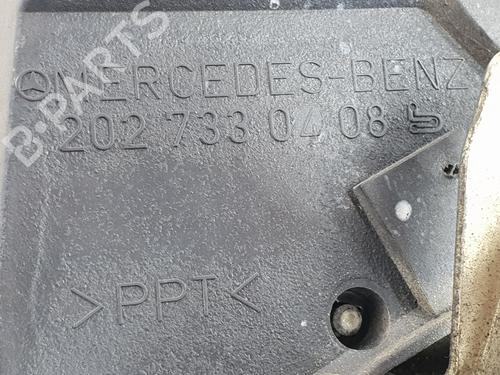 B-PARTS
MERCEDES-BENZ
202 733 04 08
>PPT<